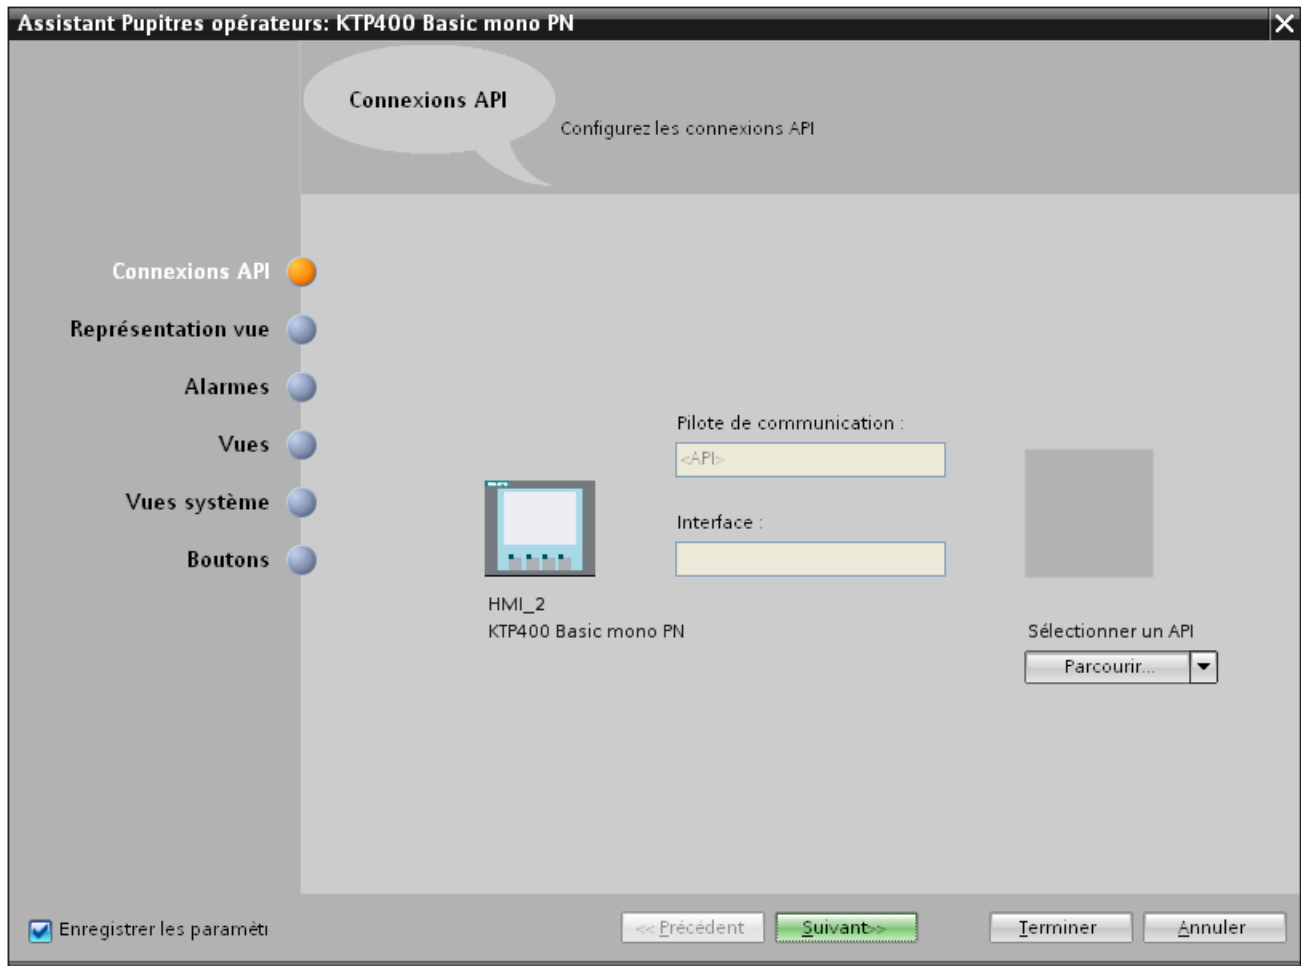 Assistant Pupitres opérateurs: KTP400 Basic mono PN
Connexions API
Configurez les connexions API
Connexions API
Représentation vue
Alarmes
Vues
Vues système
Boutons
Pilote de communication :
<API>
Interface :
HMI_2
KTP400 Basic mono PN
Sélectionner un API
Parcourir...
Enregistrer les paramètr
<< Précédent
Suivant>>
Terminer
Annuler